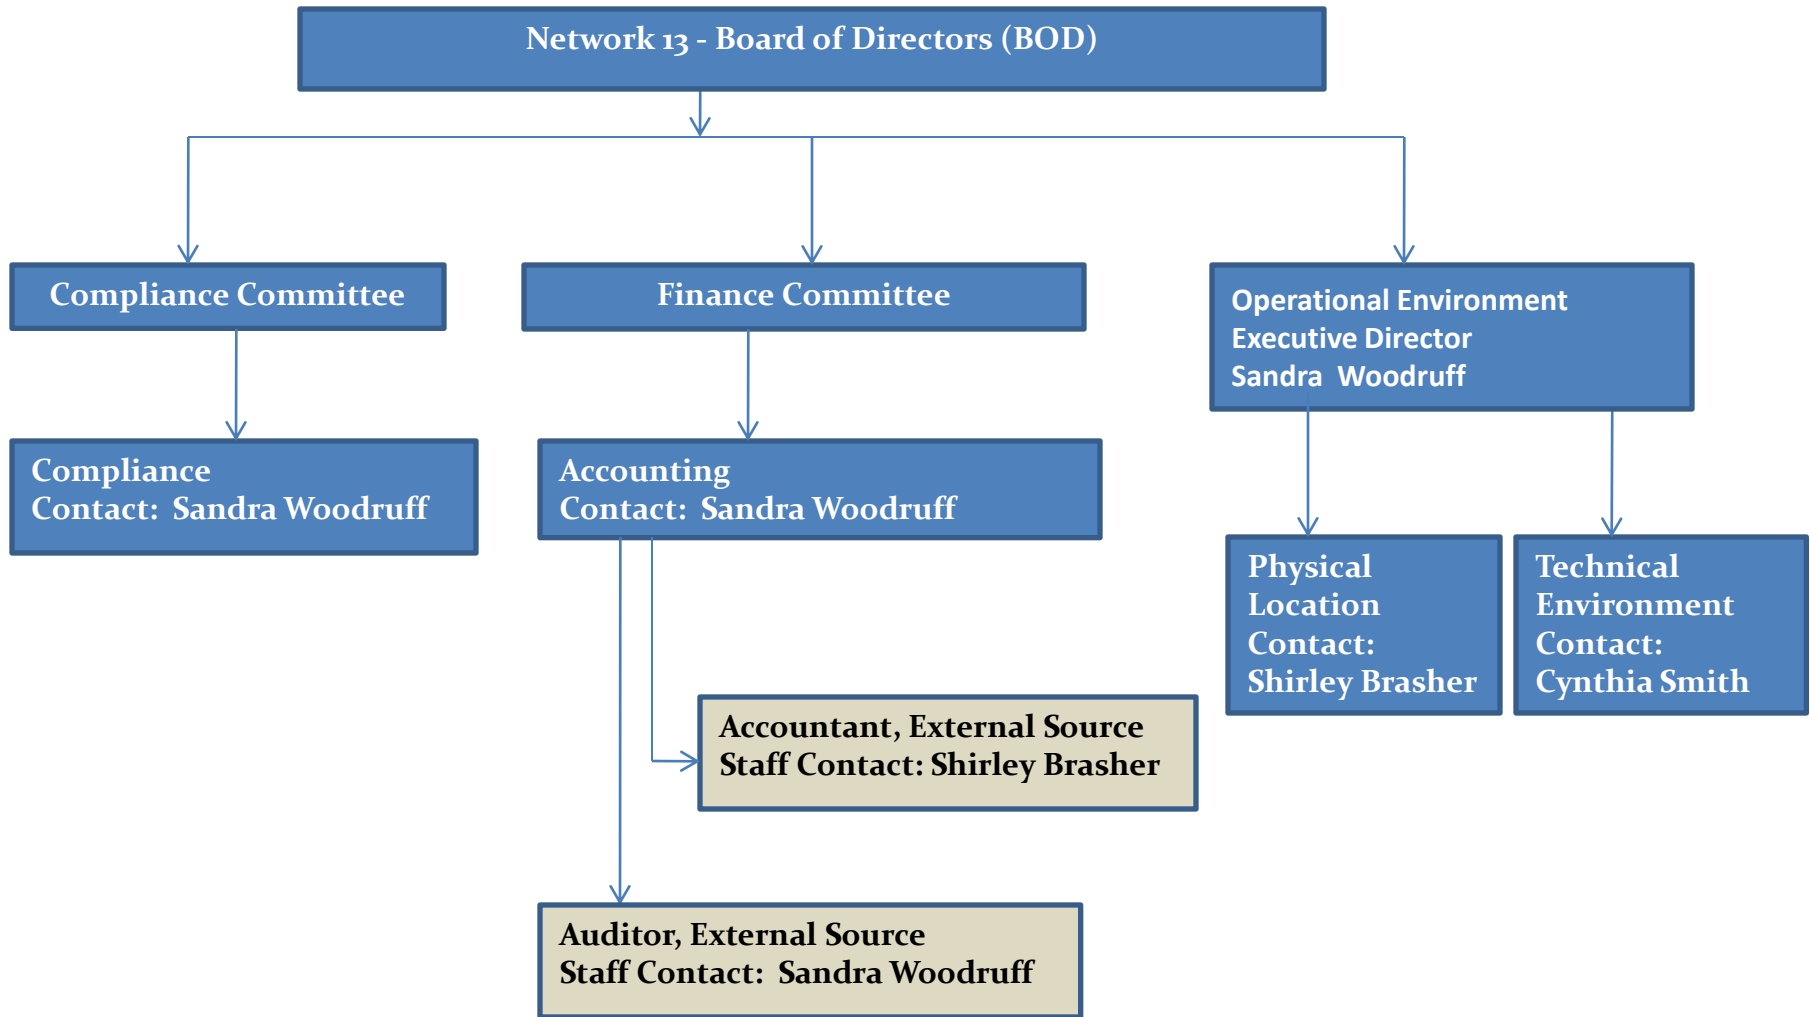 Network 13 - Board of Directors (BOD)
Compliance Committee
Finance Committee
Operational Environment
Executive Director
Sandra  Woodruff
Compliance
Contact:  Sandra Woodruff
Accounting
Contact:  Sandra Woodruff
Physical
Location
Contact:
Shirley Brasher
Technical
Environment
Contact:
Cynthia Smith
Accountant, External Source
Staff Contact: Shirley Brasher
Auditor, External Source
Staff Contact:  Sandra Woodruff